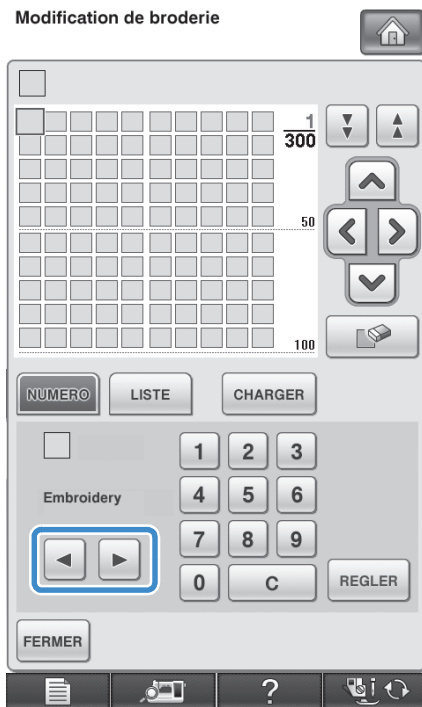 Modification de broderie
1
300
50
100
NUMERO LISTE CHARGER
1 2 3
Embroidery 4 5 6
7 8 9
0 C REGLER
FERMER
?